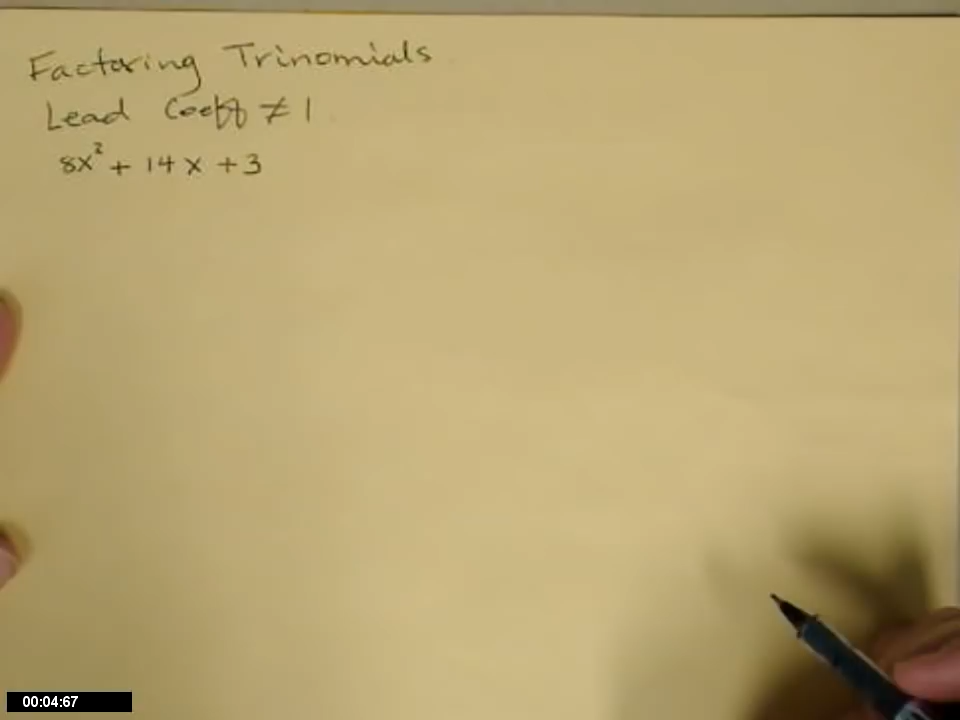 Factoring Trinomials
Lead Coeff ≠ 1
8x² + 14x + 3
00:04:67